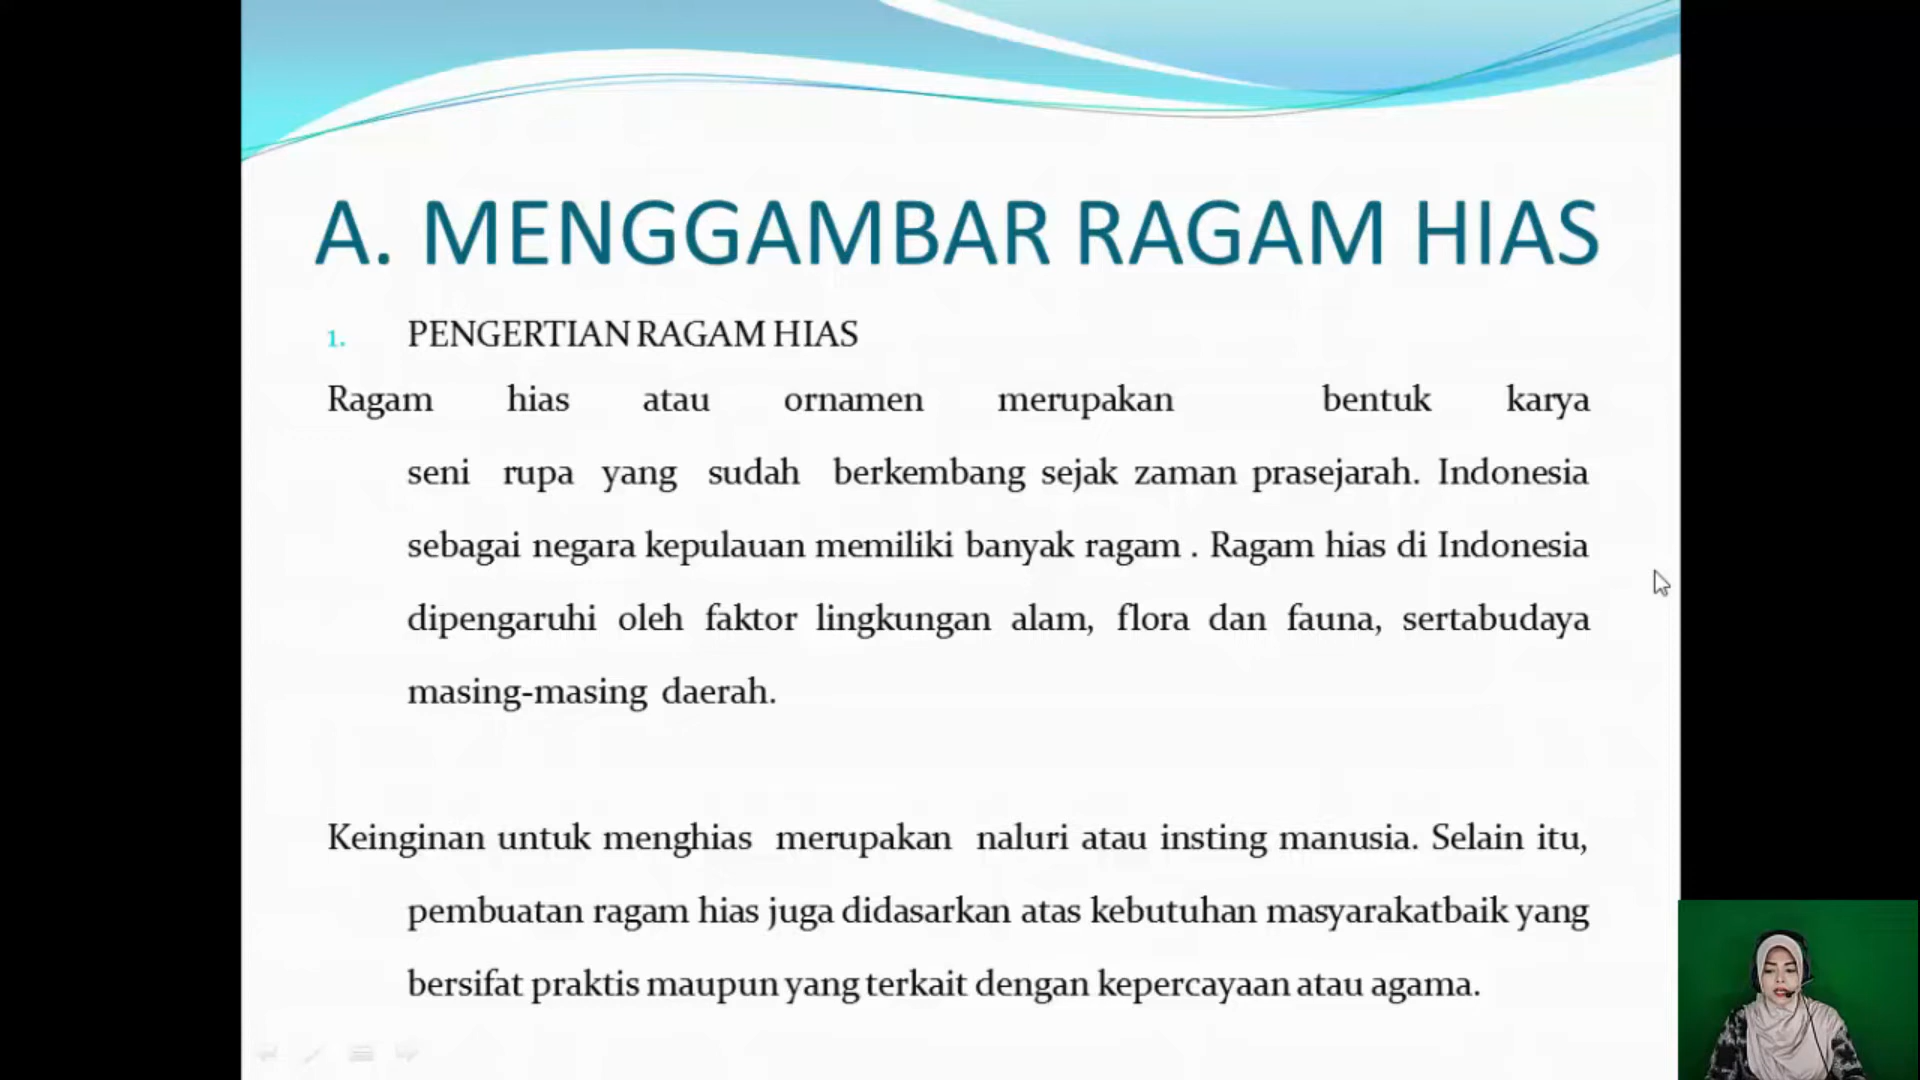 A. MENGGAMBAR RAGAM HIAS
1. PENGERTIAN RAGAM HIAS
Ragam hias atau ornamen merupakan bentuk karya
seni rupa yang sudah berkembang sejak zaman prasejarah. Indonesia
sebagai negara kepulauan memiliki banyak ragam . Ragam hias di Indonesia
dipengaruhi oleh faktor lingkungan alam, flora dan fauna, sertabudaya
masing-masing daerah.
Keinginan untuk menghias merupakan naluri atau insting manusia. Selain itu,
pembuatan ragam hias juga didasarkan atas kebutuhan masyarakatbaik yang
bersifat praktis maupun yang terkait dengan kepercayaan atau agama.